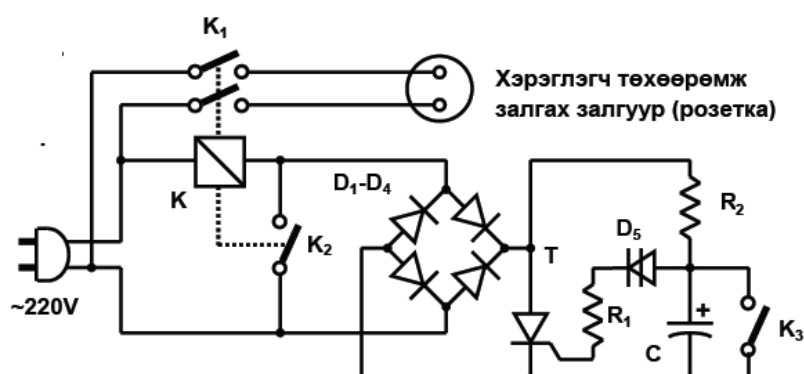 K1
Хэрэглэгч төхөөрөмж
залгах залгуур (розетка)
K
D1-D4
K2
~220V
T
D5
R2
R1
C
+
K3